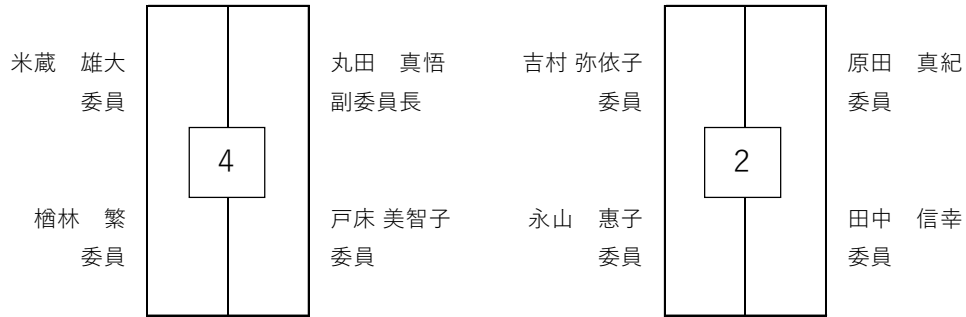 米蔵　雄大
委員
丸田　真悟
副委員長
楢林　繁
委員
戸床 美智子
委員
4
吉村 弥依子
委員
原田　真紀
委員
永山　惠子
委員
田中　信幸
委員
2